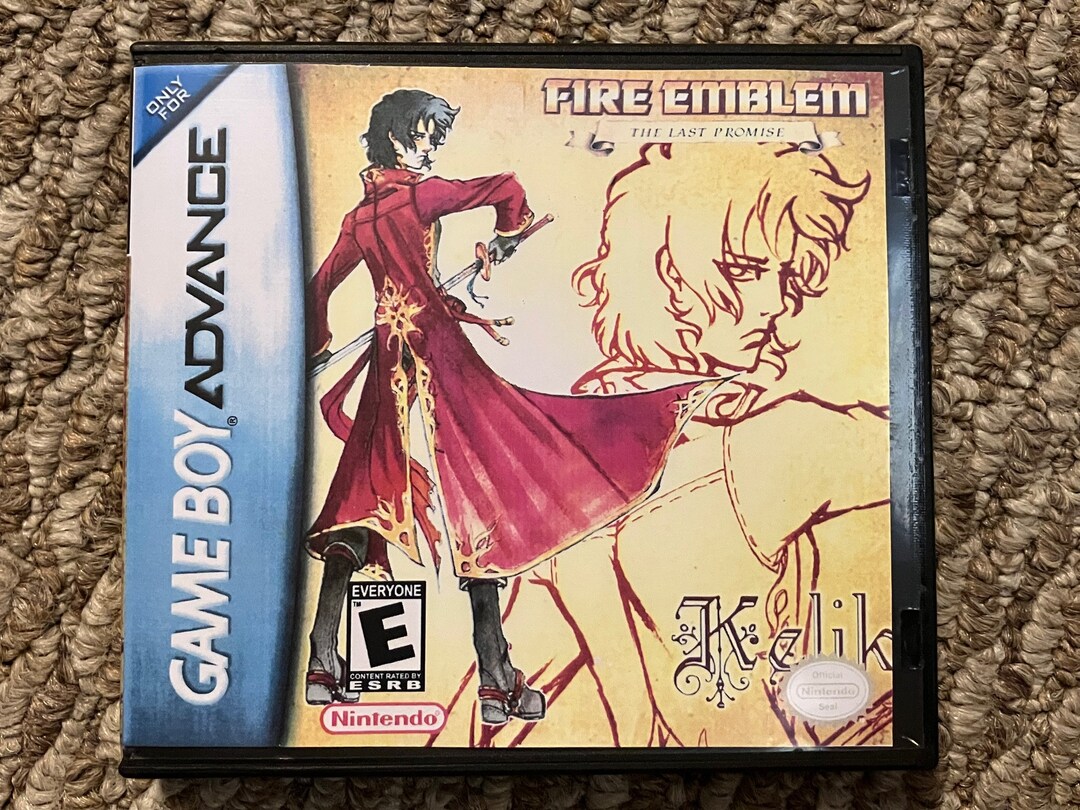 ONLY
FOR
GAME BOY® ADVANCE
FIRE EMBLEM
THE LAST PROMISE
EVERYONE
E
TM
CONTENT RATED BY
ESRB
Nintendo®
Kelik
Official
Nintendo
Seal